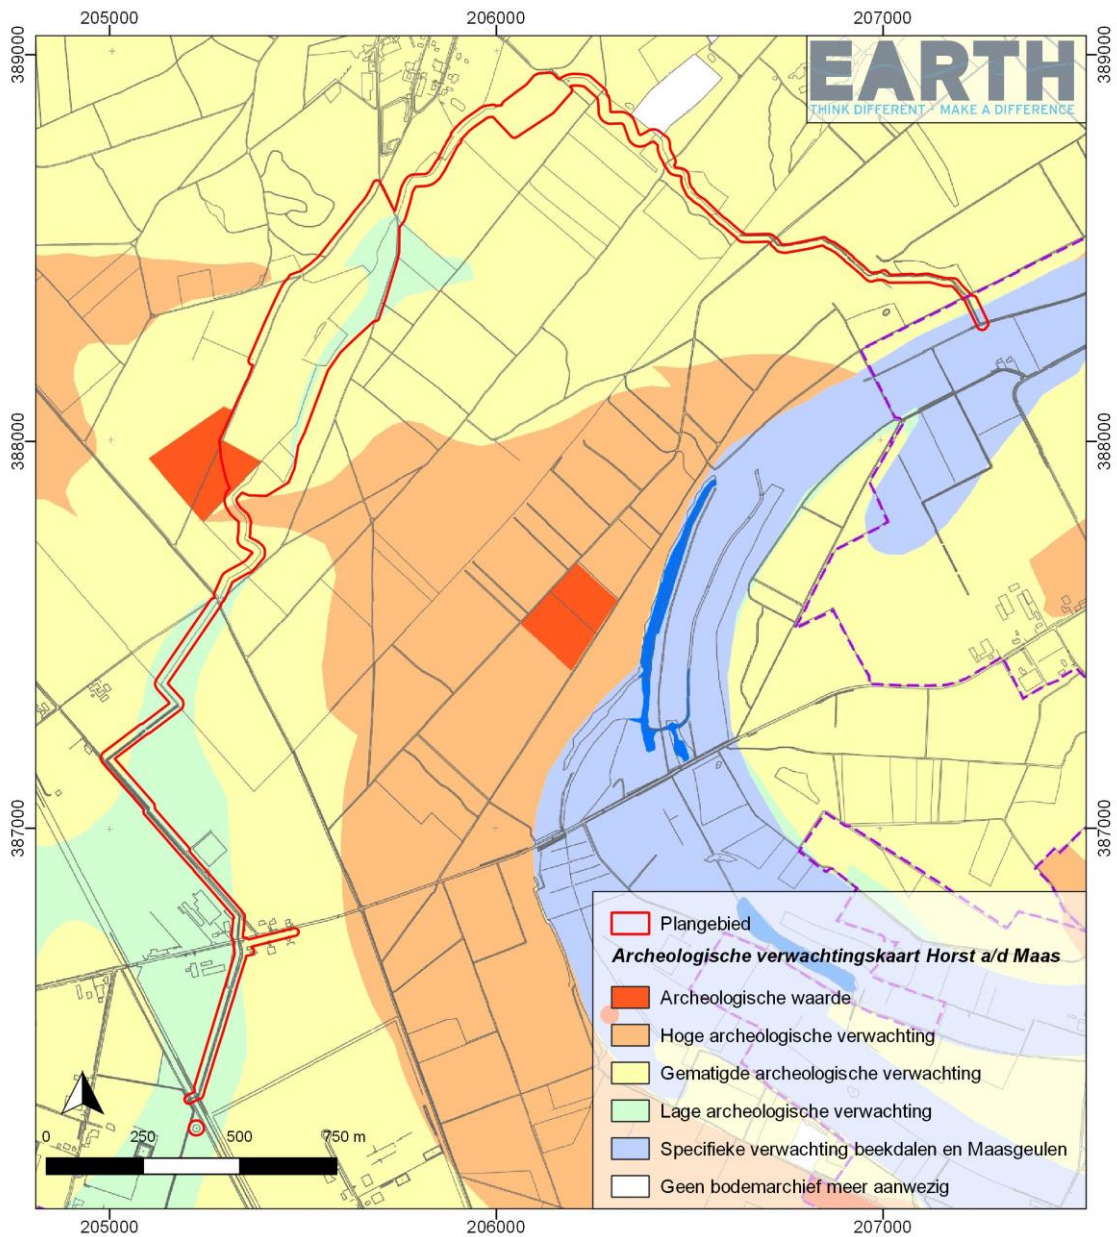 205000 206000 207000
389000 389000
EARTH
THINK DIFFERENT - MAKE A DIFFERENCE
388000 388000
387000 387000
Plangebied
Archeologische verwachtingskaart Horst a/d Maas
Archeologische waarde
Hoge archeologische verwachting
Gematigde archeologische verwachting
Lage archeologische verwachting
Specifieke verwachting beekdalen en Maasgeulen
Geen bodemarchief meer aanwezig
0 250 500 750 m
205000 206000 207000